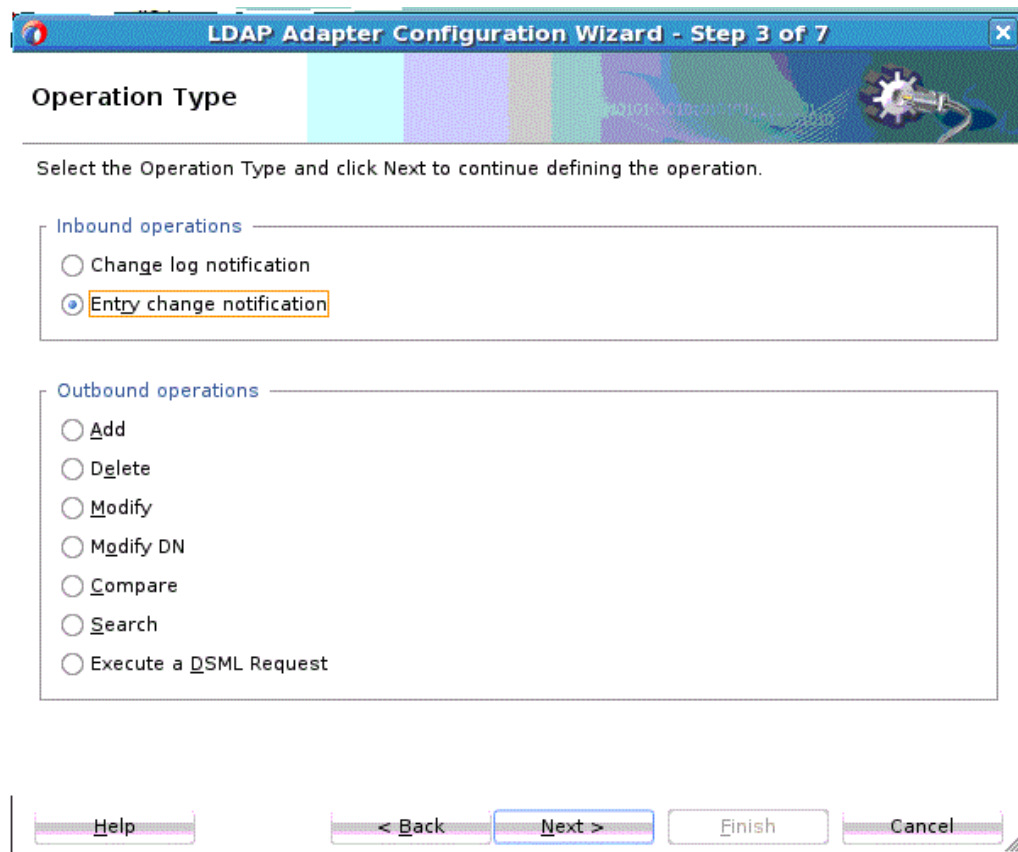 LDAP Adapter Configuration Wizard - Step 3 of 7
Operation Type
Select the Operation Type and click Next to continue defining the operation.
Inbound operations
Change log notification
Entry change notification
Outbound operations
Add
Delete
Modify
Modify DN
Compare
Search
Execute a DSML Request
Help
< Back
Next >
Finish
Cancel